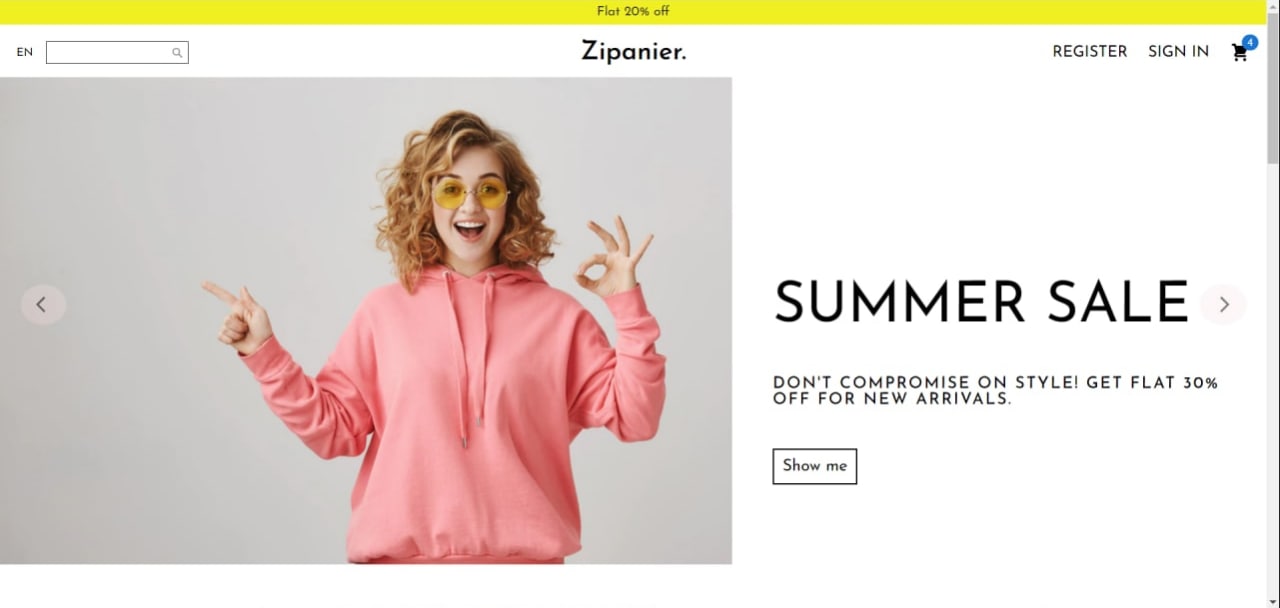 Flat 20% off
EN
Zipanier.
REGISTER
SIGN IN
4
SUMMER SALE
DON'T COMPROMISE ON STYLE! GET FLAT 30%
OFF FOR NEW ARRIVALS.
Show me